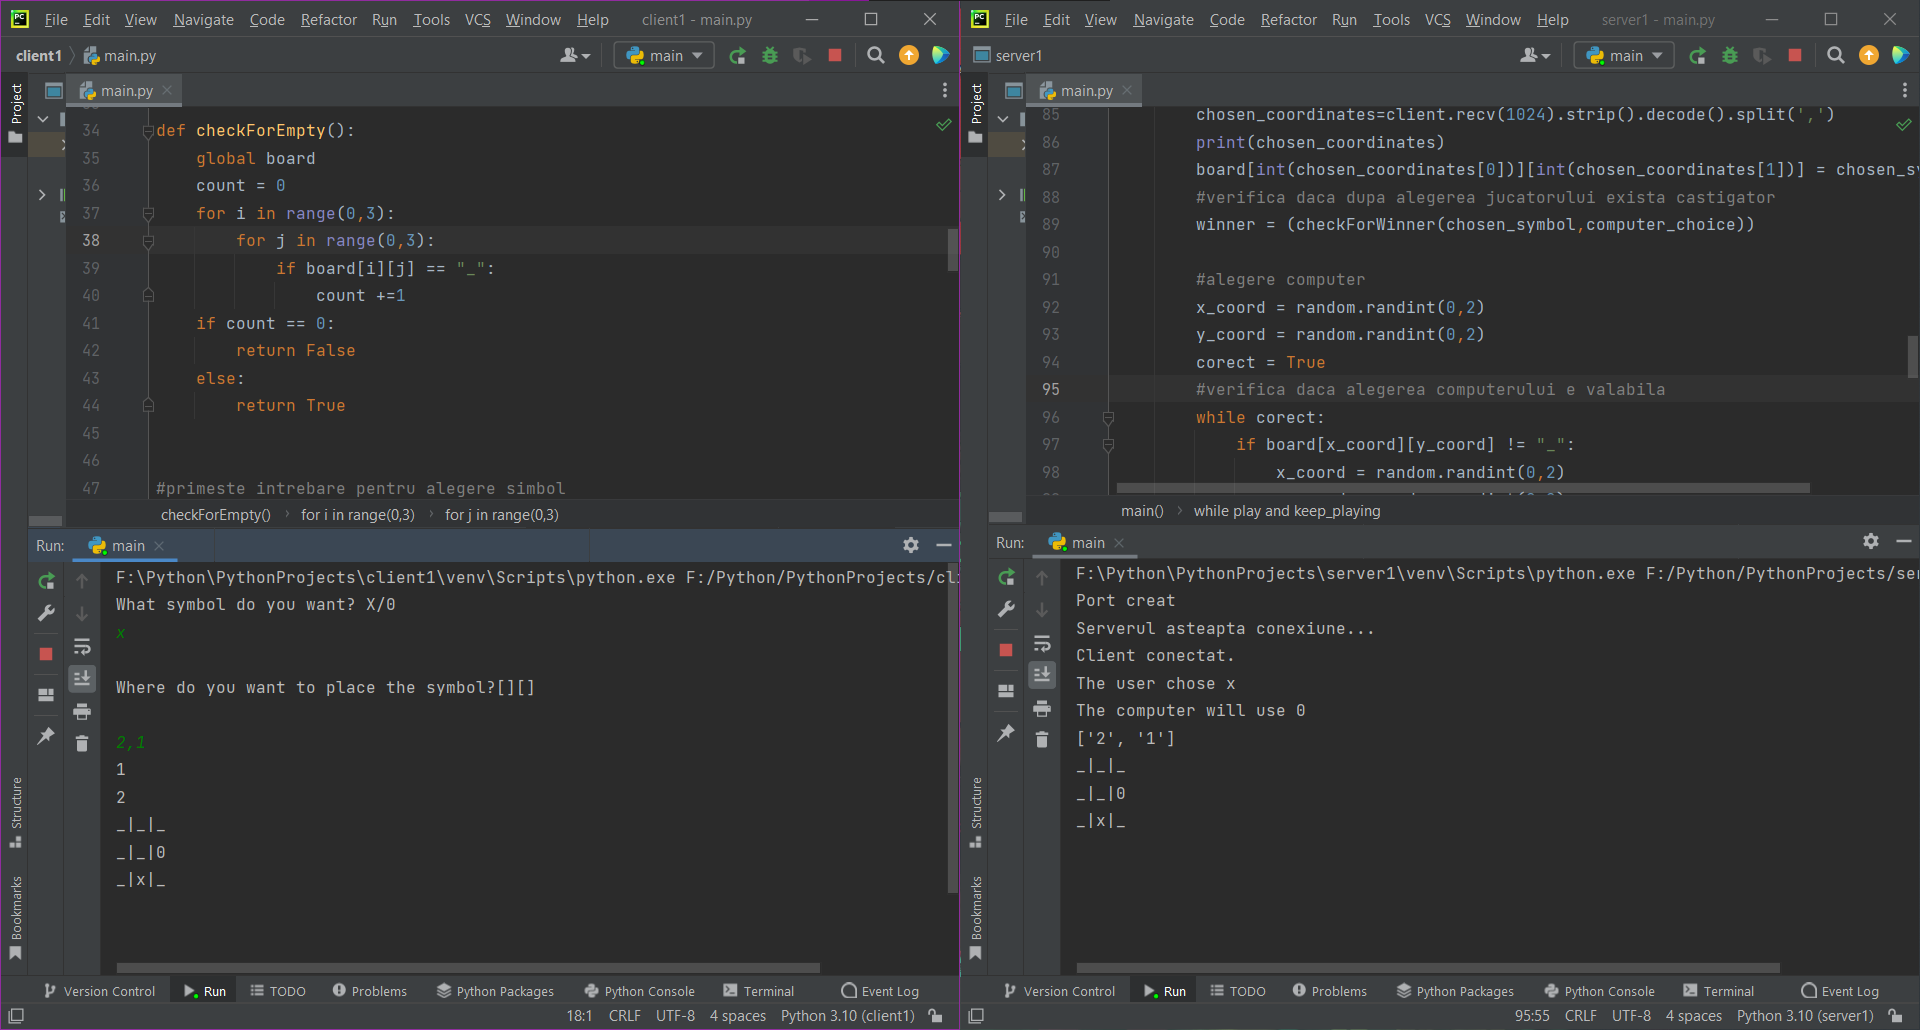 File Edit View Navigate Code Refactor Run Tools VCS Window Help client1 - main.py
client1 main.py main
Project main.py
34 def checkForEmpty():
35 global board
36 count = 0
37 for i in range(0,3):
38 for j in range(0,3):
39 if board[i][j] == "_":
40 count +=1
41 if count == 0:
42 return False
43 else:
44 return True
45
46
47 #primeste intrebare pentru alegere simbol
checkForEmpty() for i in range(0,3) for j in range(0,3)
Run: main
F:\Python\PythonProjects\client1\venv\Scripts\python.exe F:/Python/PythonProjects/cli
What symbol do you want? X/0
x
Where do you want to place the symbol?[][]
2,1
1
2
_|_|_
_|_|0
_|x|_
Structure
Bookmarks
Version Control Run TODO Problems Python Packages Python Console Terminal Event Log
18:1 CRLF UTF-8 4 spaces Python 3.10 (client1)
File Edit View Navigate Code Refactor Run Tools VCS Window Help server1 - main.py
server1 main
Project main.py
85 chosen_coordinates=client.recv(1024).strip().decode().split(',')
86 print(chosen_coordinates)
87 board[int(chosen_coordinates[0])][int(chosen_coordinates[1])] = chosen_sy
88 #verifica daca dupa alegerea jucatorului exista castigator
89 winner = (checkForWinner(chosen_symbol,computer_choice))
90
91 #alegere computer
92 x_coord = random.randint(0,2)
93 y_coord = random.randint(0,2)
94 corect = True
95 #verifica daca alegerea computerului e valabila
96 while corect:
97 if board[x_coord][y_coord] != "_":
98 x_coord = random.randint(0,2)
main() while play and keep_playing
Run: main
F:\Python\PythonProjects\server1\venv\Scripts\python.exe F:/Python/PythonProjects/ser
Port creat
Serverul asteapta conexiune...
Client conectat.
The user chose x
The computer will use 0
['2', '1']
_|_|_
_|_|0
_|x|_
Structure
Bookmarks
Version Control Run TODO Problems Python Packages Python Console Terminal Event Log
95:55 CRLF UTF-8 4 spaces Python 3.10 (server1)